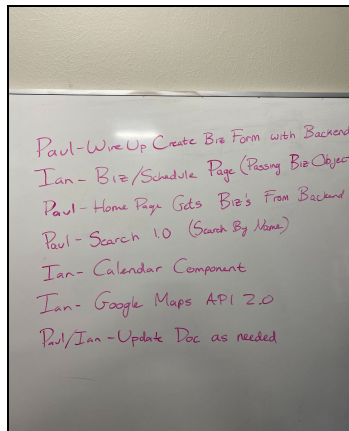 Paul-Wire Up Create Biz Form with Backend
Ian- Biz/Schedule Page (Passing Biz Object
Paul- Home Page Gets Biz's From Backend
Paul- Search 1.0 (Search By Name)
Ian- Calendar Component
Ian- Google Maps API 2.0
Paul/Ian-Update Doc as needed